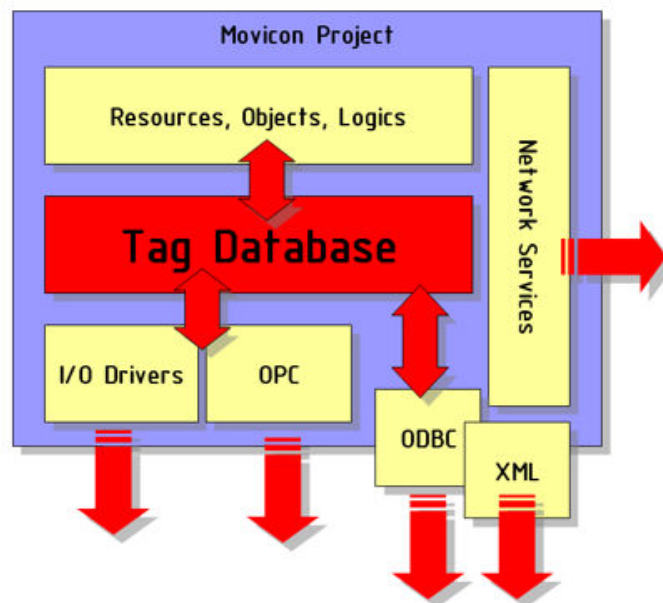 Movicon Project
Resources, Objects, Logics
Network Services
Tag Database
I/O Drivers
OPC
ODBC
XML